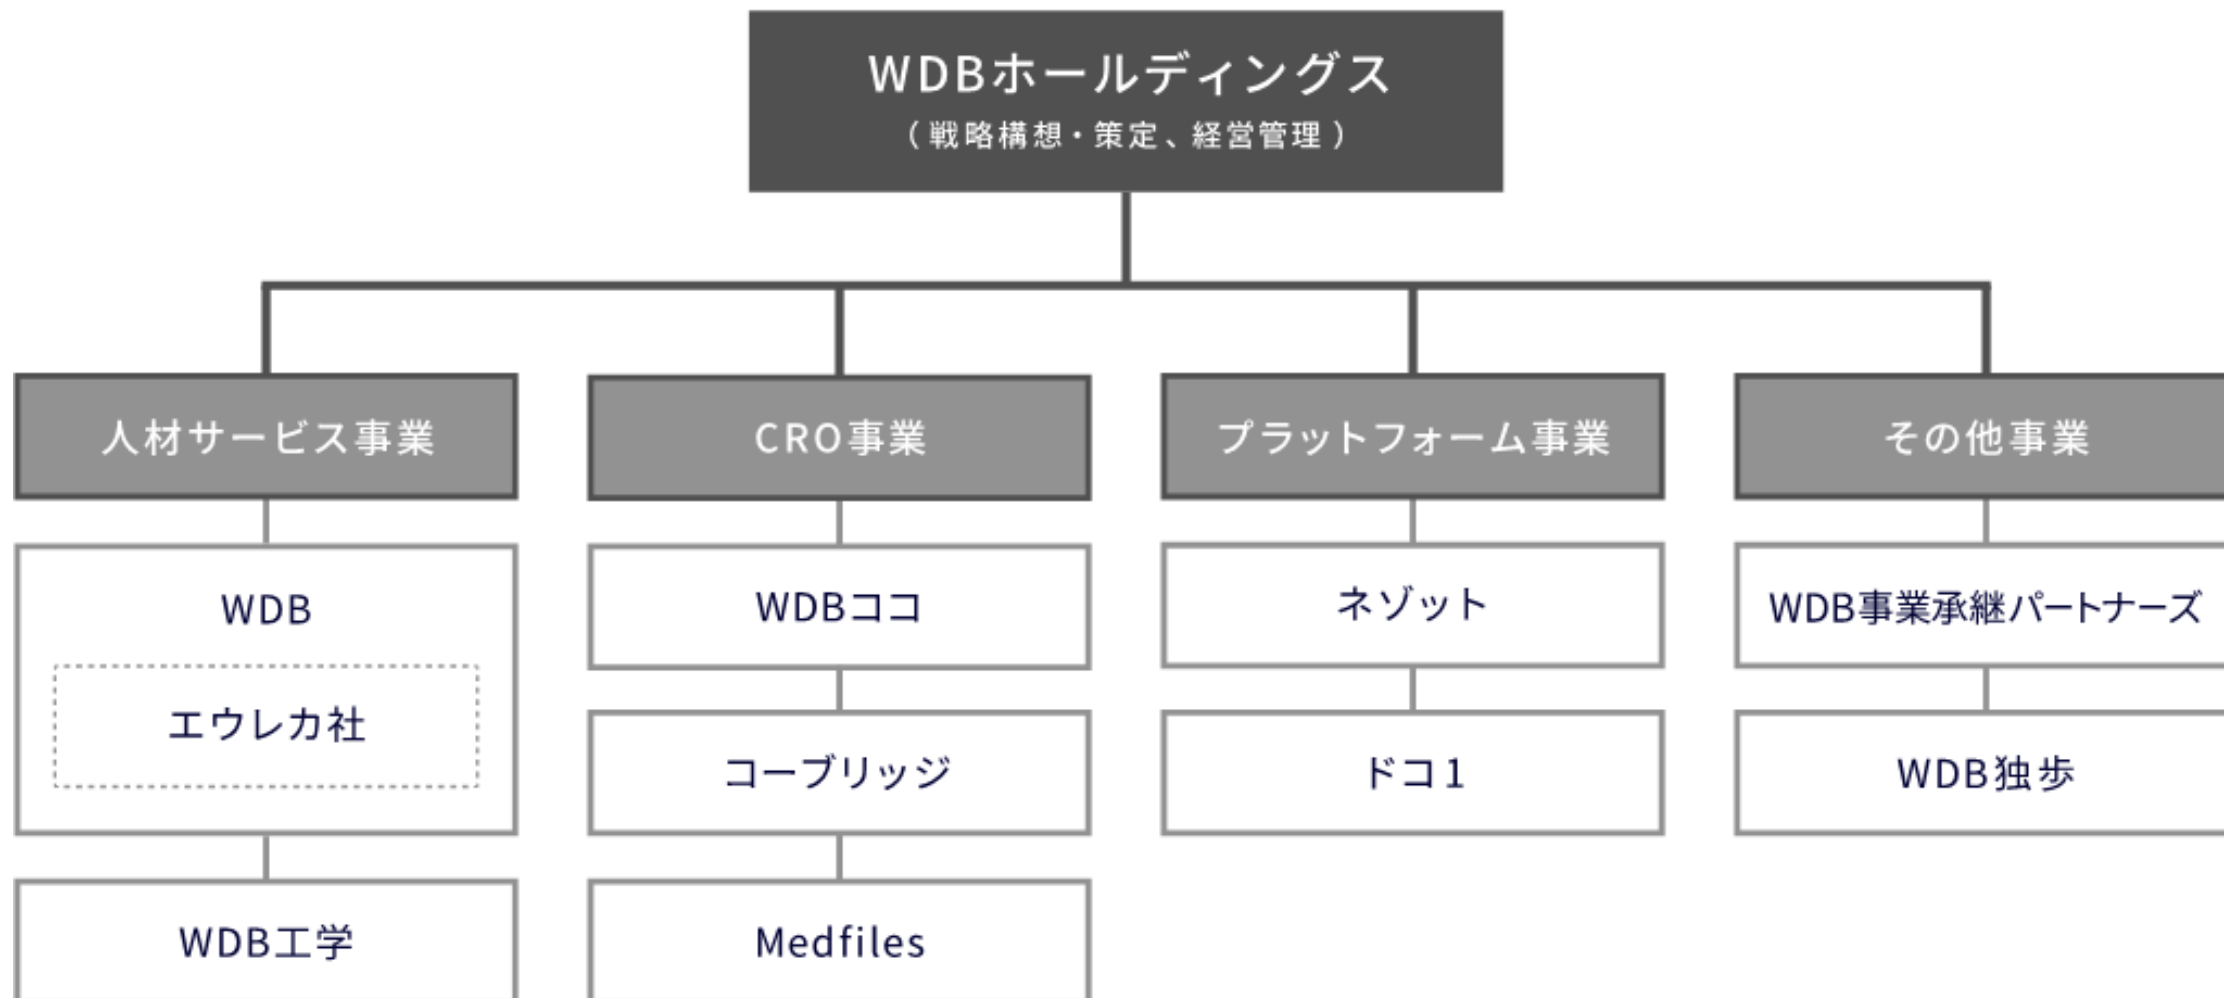 WDBホールディングス
（戦略構想・策定、経営管理）
人材サービス事業
CRO事業
プラットフォーム事業
その他事業
WDB
エウレカ社
WDB工学
WDBココ
コーブリッジ
Medfiles
ネゾット
ドコ1
WDB事業承継パートナーズ
WDB独歩